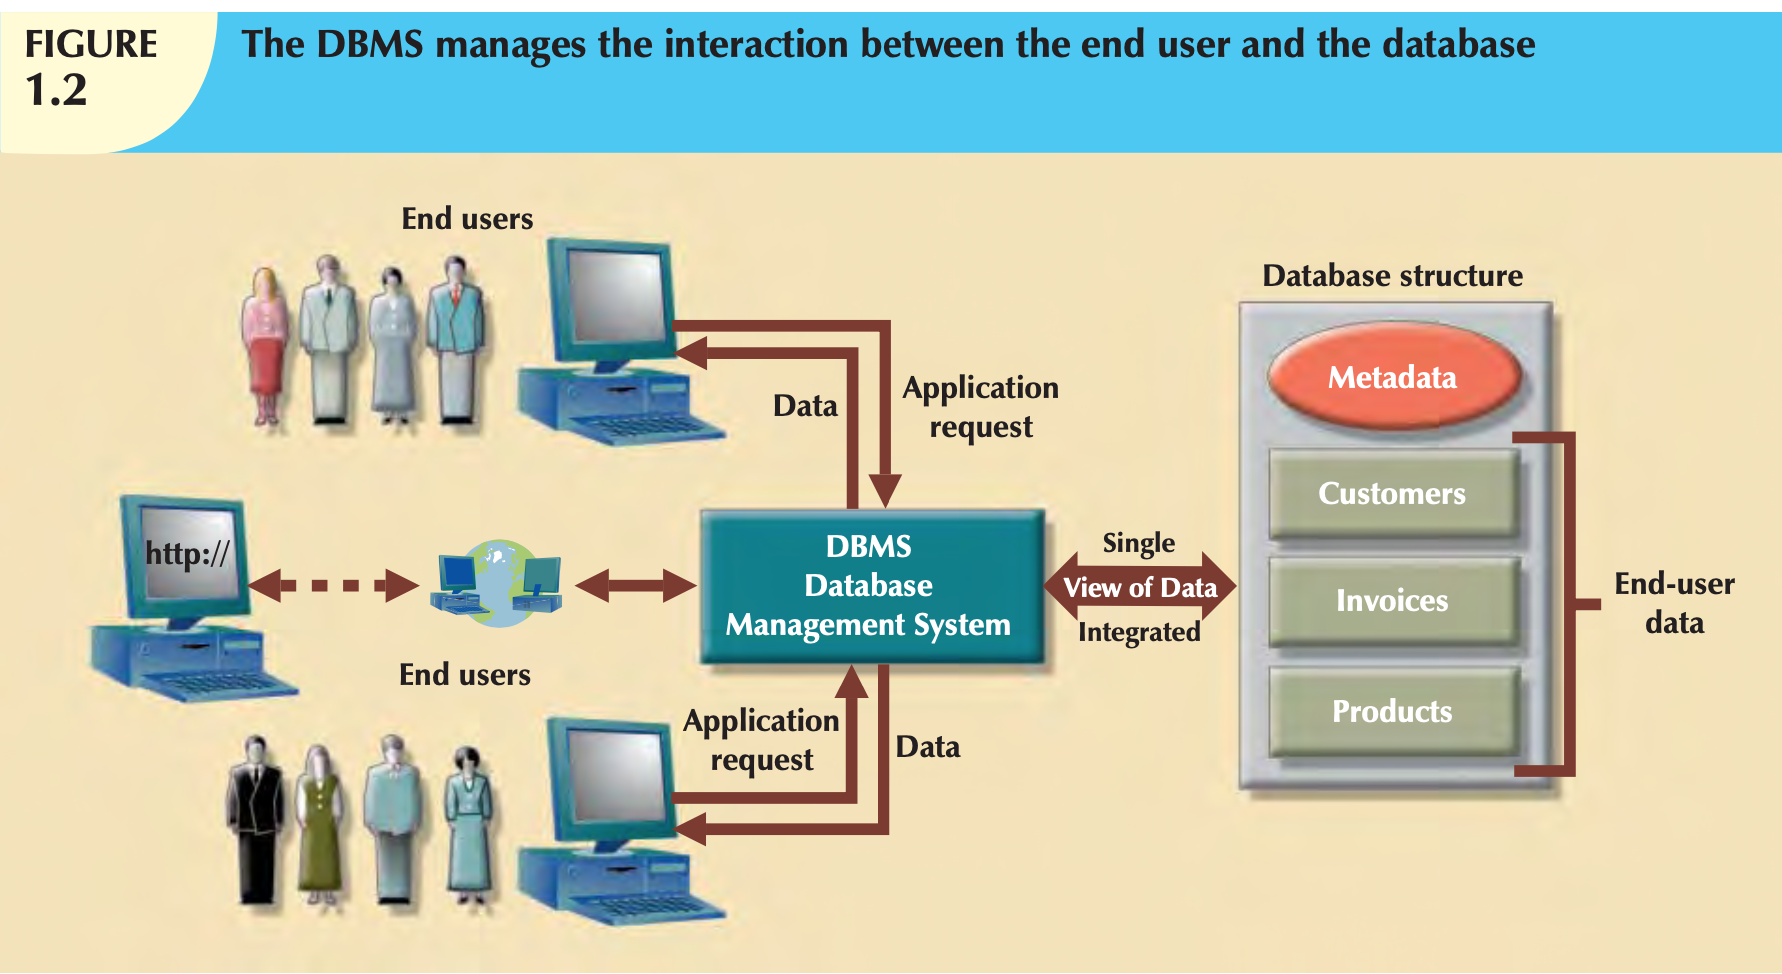 FIGURE
1.2
The DBMS manages the interaction between the end user and the database
End users
Data
Application
request
http://
End users
DBMS
Database
Management System
Single
View of Data
Integrated
Application
request
Data
Database structure
Metadata
Customers
Invoices
Products
End-user
data